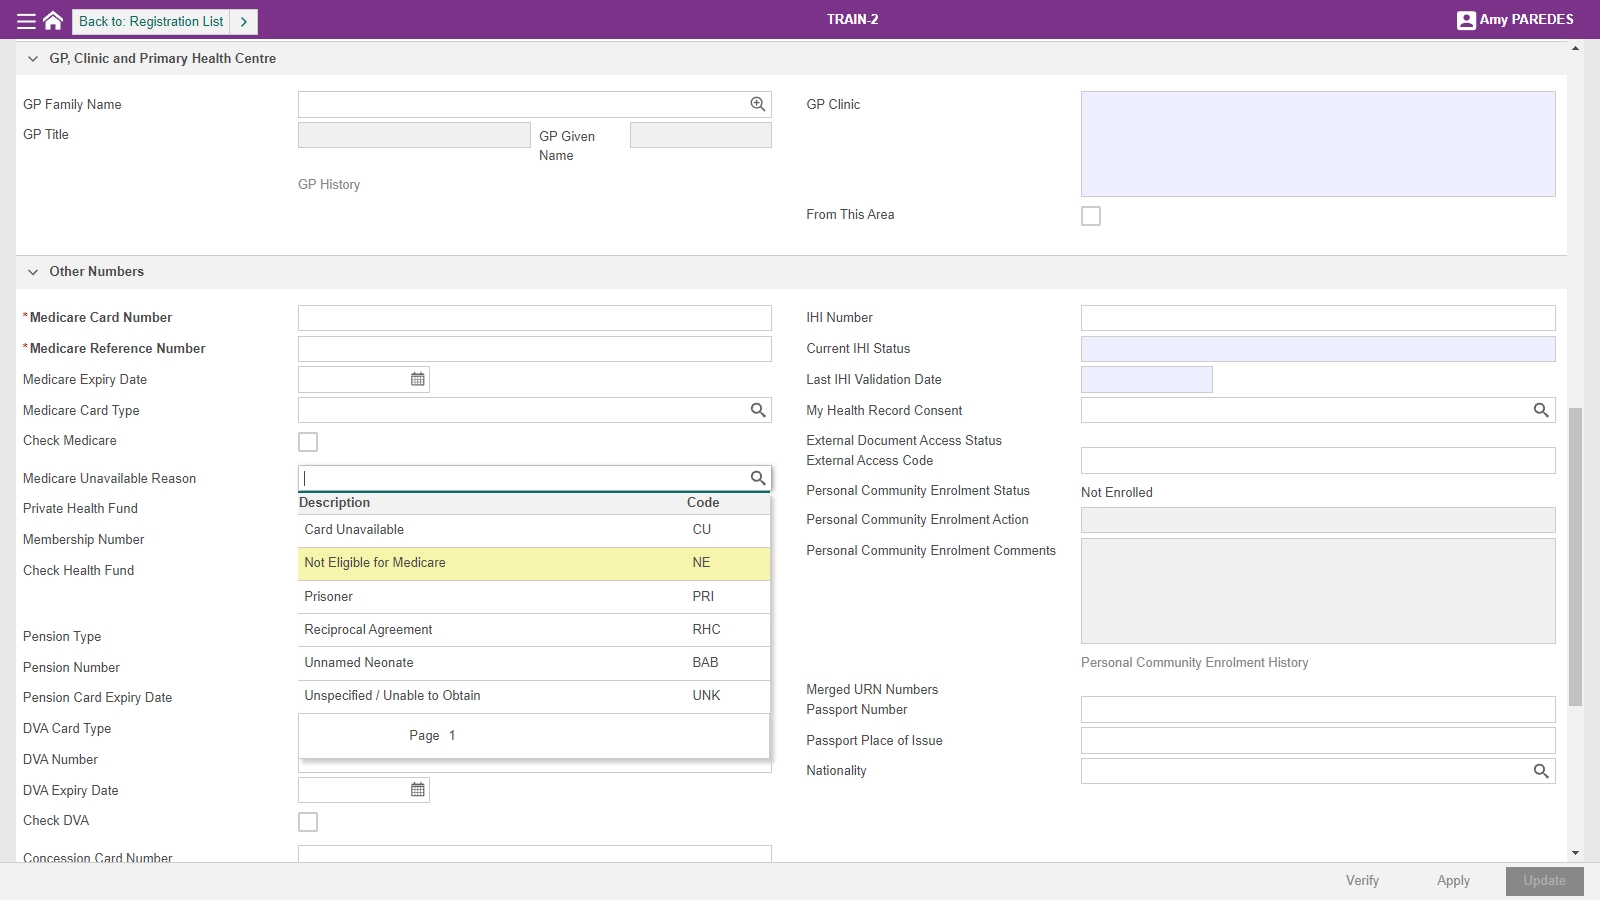 Back to: Registration List
TRAIN-2
Amy PAREDES
GP, Clinic and Primary Health Centre
GP Family Name
GP Title
GP Given Name
GP History
GP Clinic
From This Area
Other Numbers
*Medicare Card Number
*Medicare Reference Number
Medicare Expiry Date
Medicare Card Type
Check Medicare
Medicare Unavailable Reason
Private Health Fund
Membership Number
Check Health Fund
Pension Type
Pension Number
Pension Card Expiry Date
DVA Card Type
DVA Number
DVA Expiry Date
Check DVA
Concession Card Number
Description Code
Card Unavailable CU
Not Eligible for Medicare NE
Prisoner PRI
Reciprocal Agreement RHC
Unnamed Neonate BAB
Unspecified / Unable to Obtain UNK
Page 1
IHI Number
Current IHI Status
Last IHI Validation Date
My Health Record Consent
External Document Access Status
External Access Code
Personal Community Enrolment Status Not Enrolled
Personal Community Enrolment Action
Personal Community Enrolment Comments
Personal Community Enrolment History
Merged URN Numbers
Passport Number
Passport Place of Issue
Nationality
Verify
Apply
Update